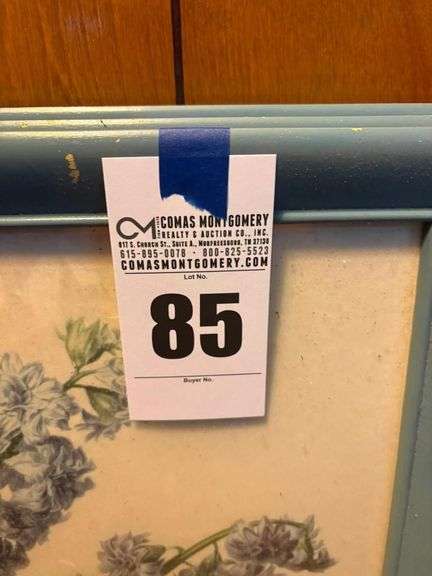 CM
COMAS MONTGOMERY
REALTY & AUCTION CO., INC.
817 S. CHURCH ST., SUITE A., MURFREESBORO, TN 37130
615-895-0078 • 800-825-5523
COMASMONTGOMERY.COM
Lot No.
85
Buyer No.